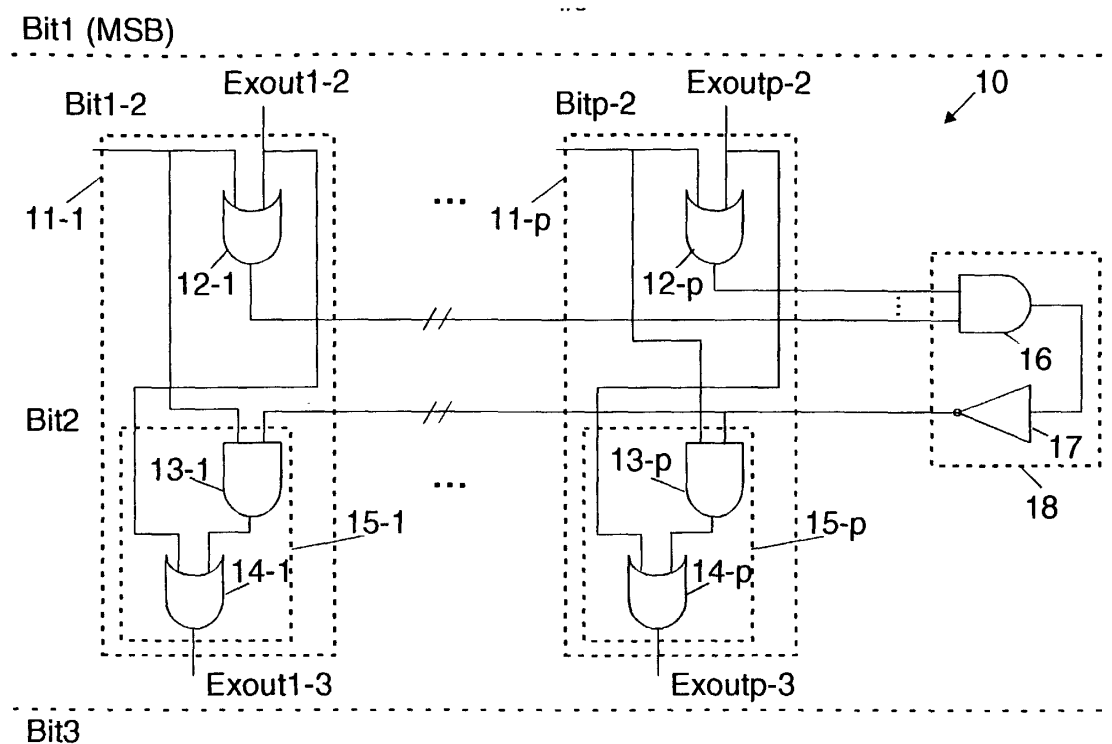 Bit1 (MSB)
Exout1-2
Exoutp-2
10
Bit1-2
Bitp-2
11-1
...
11-p
12-1
12-p
16
Bit2
17
13-1
13-p
...
18
15-1
15-p
14-1
14-p
Exout1-3
Exoutp-3
Bit3